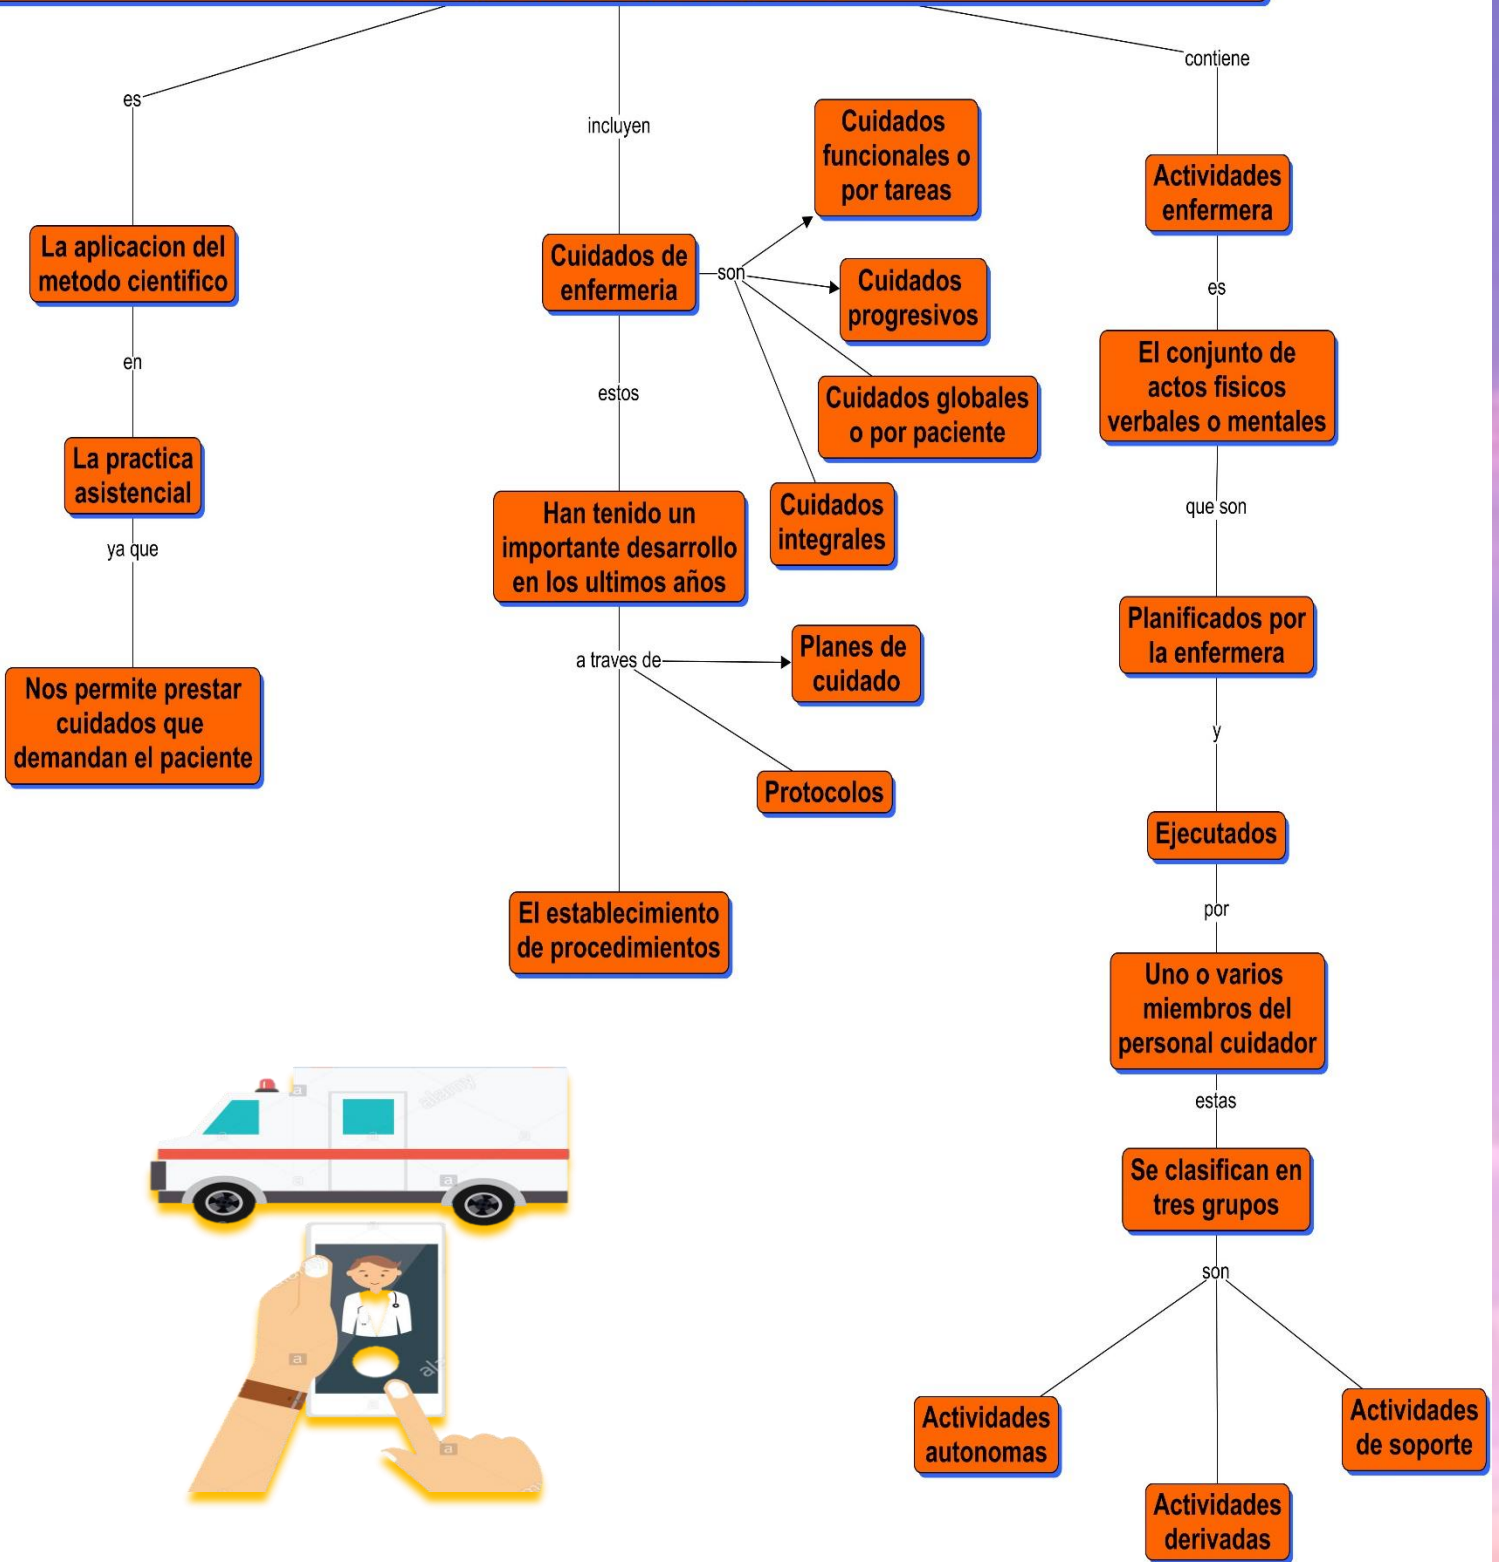 es
La aplicacion del
metodo cientifico
en
La practica
asistencial
ya que
Nos permite prestar
cuidados que
demandan el paciente
incluyen
Cuidados de
enfermeria
son
Cuidados
funcionales o
por tareas
Cuidados
progresivos
Cuidados globales
o por paciente
Cuidados
integrales
estos
Han tenido un
importante desarrollo
en los ultimos años
a traves de
Planes de
cuidado
Protocolos
El establecimiento
de procedimientos
contiene
Actividades
enfermera
es
El conjunto de
actos fisicos
verbales o mentales
que son
Planificados por
la enfermera
y
Ejecutados
por
Uno o varios
miembros del
personal cuidador
estas
Se clasifican en
tres grupos
son
Actividades
autonomas
Actividades
derivadas
Actividades
de soporte
alamy
a
a
a
a
a